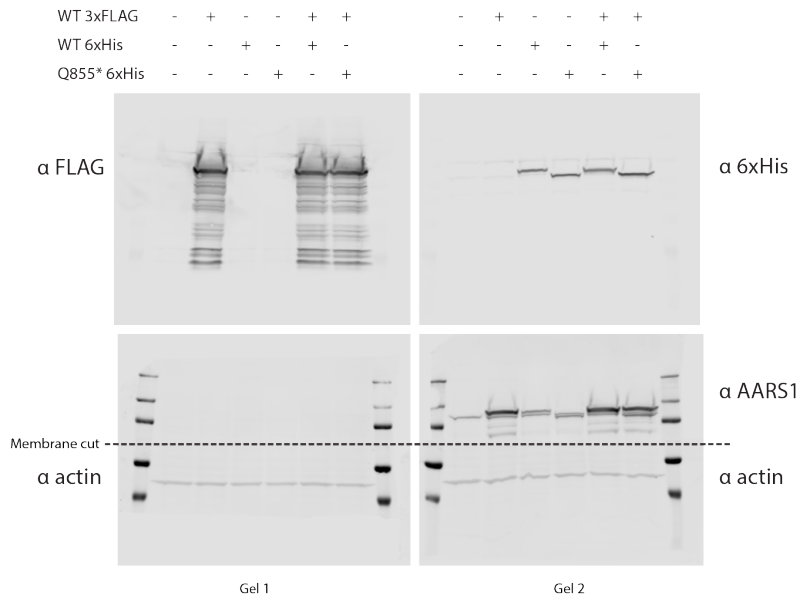 WT 3xFLAG - + - - + + - + - - + +
WT 6xHis - - + - + - - - + - + -
Q855* 6xHis - - - + - + - - - + - +
α FLAG
α 6xHis
α AARS1
Membrane cut
α actin
α actin
Gel 1
Gel 2